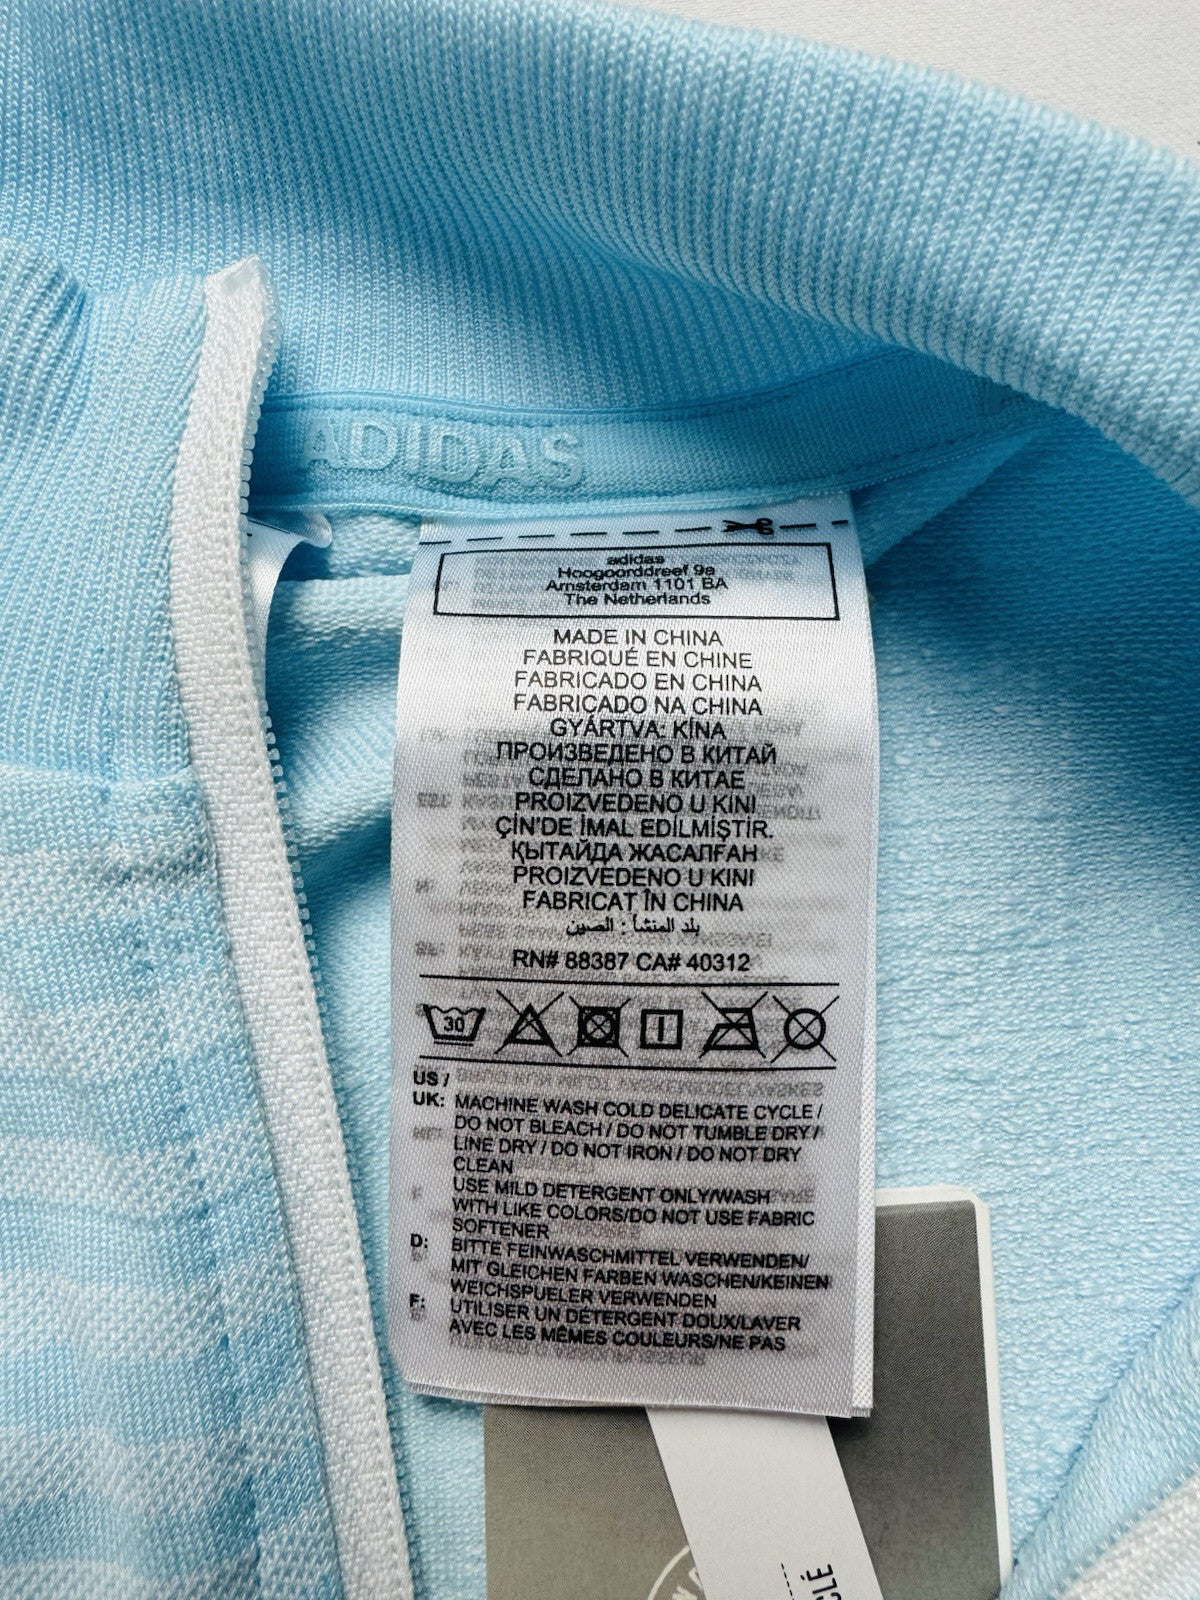 ADIDAS
adidas
Hoogoorddreef 9a
Amsterdam 1101 BA
The Netherlands
MADE IN CHINA
FABRIQUÉ EN CHINE
FABRICADO EN CHINA
FABRICADO NA CHINA
GYÁRTVA: KÍNA
ПРОИЗВЕДЕНО В КИТАЙ
СДЕЛАНО В КИТАЕ
PROIZVEDENO U KINI
ÇİN'DE İMAL EDİLMİŞTİR.
ҚЫТАЙДА ЖАСАЛҒАН
PROIZVEDENO U KINI
FABRICAT ÎN CHINA
بلد المنشأ : الصين
RN# 88387 CA# 40312
30
US /
UK: MACHINE WASH COLD DELICATE CYCLE /
DO NOT BLEACH / DO NOT TUMBLE DRY /
LINE DRY / DO NOT IRON / DO NOT DRY
CLEAN
USE MILD DETERGENT ONLY/WASH
WITH LIKE COLORS/DO NOT USE FABRIC
SOFTENER
D: BITTE FEINWASCHMITTEL VERWENDEN/
MIT GLEICHEN FARBEN WASCHEN/KEINEN
WEICHSPUELER VERWENDEN
F: UTILISER UN DÉTERGENT DOUX/LAVER
AVEC LES MÊMES COULEURS/NE PAS